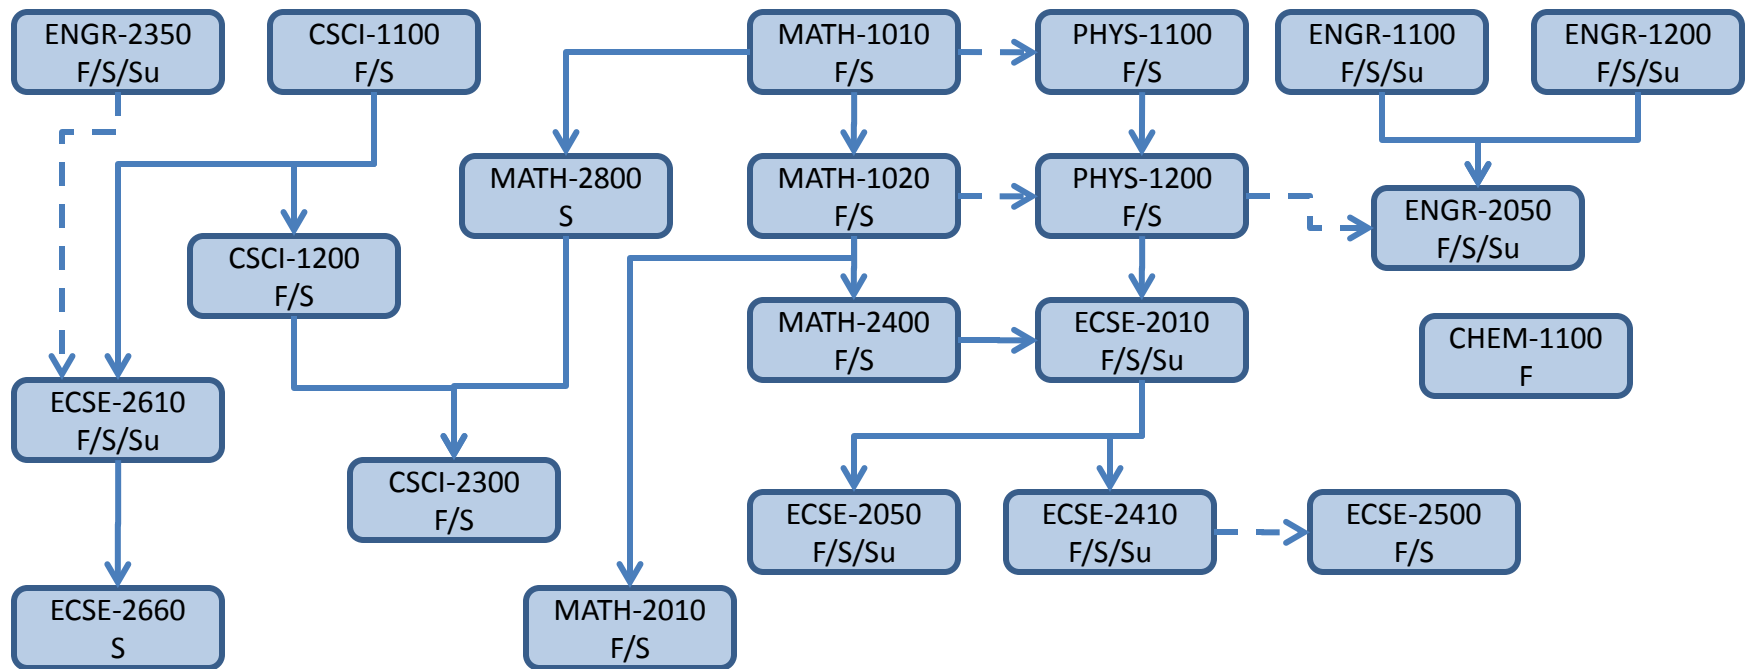 ENGR-2350
F/S/Su
CSCI-1100
F/S
MATH-1010
F/S
PHYS-1100
F/S
ENGR-1100
F/S/Su
ENGR-1200
F/S/Su
MATH-2800
S
MATH-1020
F/S
PHYS-1200
F/S
ENGR-2050
F/S/Su
CSCI-1200
F/S
MATH-2400
F/S
ECSE-2010
F/S/Su
CHEM-1100
F
ECSE-2610
F/S/Su
CSCI-2300
F/S
ECSE-2050
F/S/Su
ECSE-2410
F/S/Su
ECSE-2500
F/S
ECSE-2660
S
MATH-2010
F/S